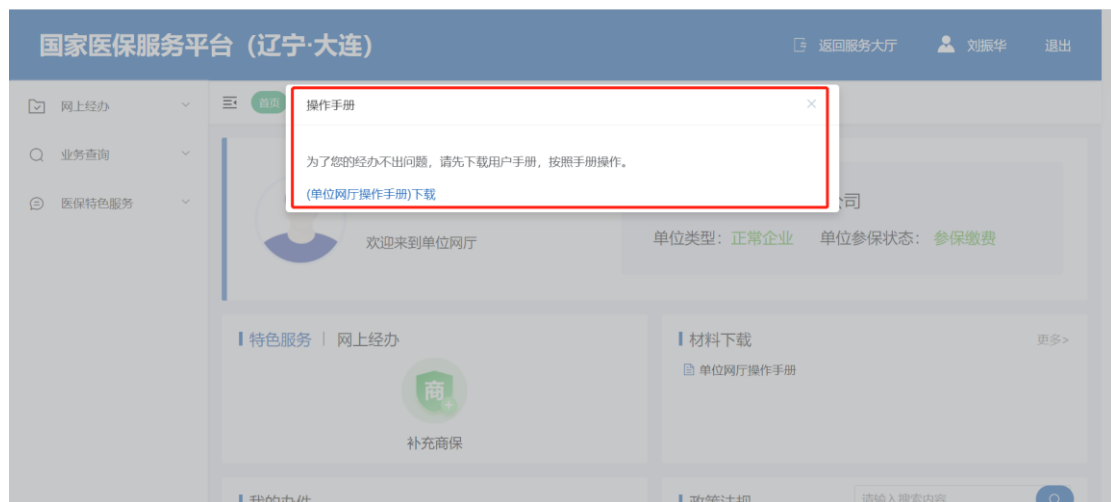 国家医保服务平台（辽宁·大连）
返回服务大厅
刘振华
退出
网上经办
业务查询
医保特色服务
首页
操作手册
为了您的经办不出问题，请先下载用户手册，按照手册操作。
(单位网厅操作手册)下载
公司
欢迎来到单位网厅
单位类型：正常企业 单位参保状态：参保缴费
特色服务 | 网上经办
商
补充商保
材料下载
更多>
单位网厅操作手册
我的办件
政策法规
请输入搜索内容